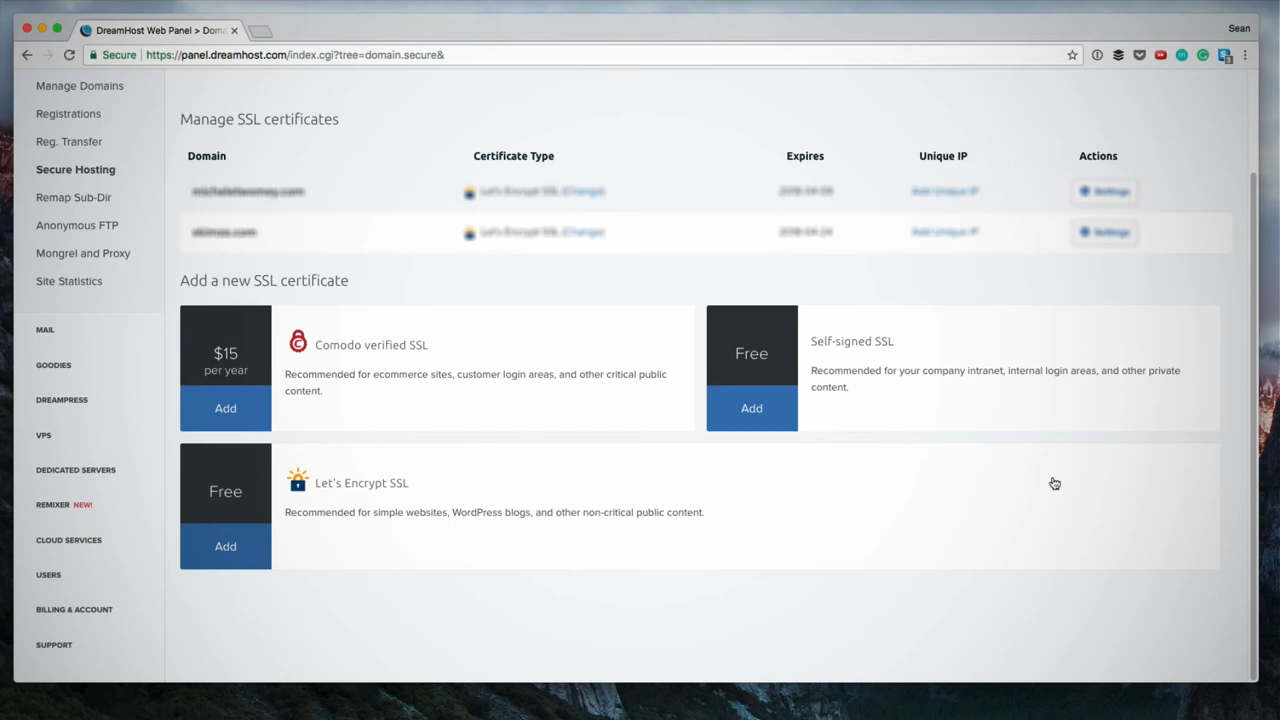 DreamHost Web Panel > Dom
Sean
Secure
https://panel.dreamhost.com/index.cgi?tree=domain.secure&
Manage Domains
Registrations
Reg. Transfer
Secure Hosting
Remap Sub-Dir
Anonymous FTP
Mongrel and Proxy
Site Statistics
MAIL
GOODIES
DREAMPRESS
VPS
DEDICATED SERVERS
REMIXER NEW!
CLOUD SERVICES
USERS
BILLING & ACCOUNT
SUPPORT
Manage SSL certificates
Domain Certificate Type Expires Unique IP Actions
Add a new SSL certificate
$15
per year
Add
Comodo verified SSL
Recommended for ecommerce sites, customer login areas, and other critical public
content.
Free
Add
Self-signed SSL
Recommended for your company intranet, internal login areas, and other private
content.
Free
Add
Let's Encrypt SSL
Recommended for simple websites, WordPress blogs, and other non-critical public content.